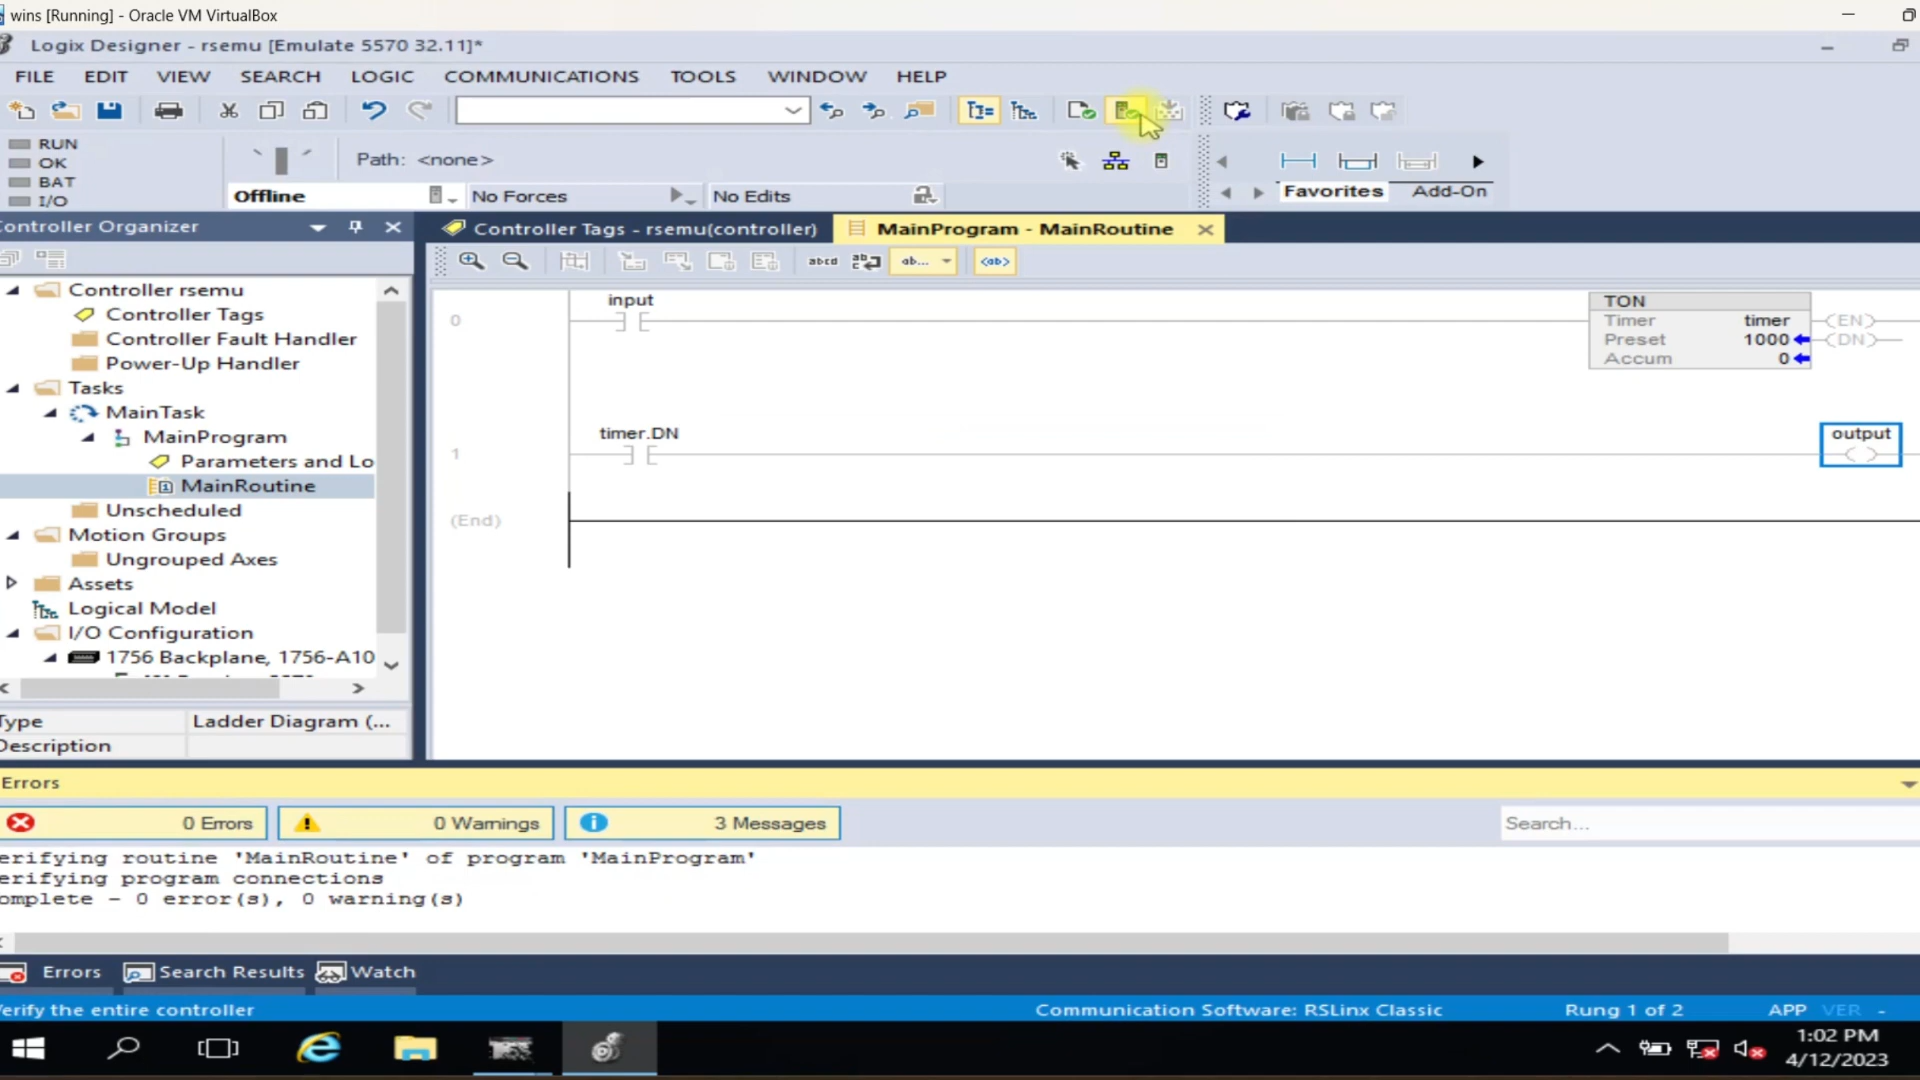 wins [Running] - Oracle VM VirtualBox
Logix Designer - rsemu [Emulate 5570 32.11]*
FILE EDIT VIEW SEARCH LOGIC COMMUNICATIONS TOOLS WINDOW HELP
RUN
OK
BAT
I/O
Path: <none>
Offline
No Forces
No Edits
Favorites
Add-On
ontroller Organizer
Controller Tags - rsemu(controller)
MainProgram - MainRoutine
abcd
ab...
<ab>
Controller rsemu
Controller Tags
Controller Fault Handler
Power-Up Handler
Tasks
MainTask
MainProgram
Parameters and Lo
MainRoutine
Unscheduled
Motion Groups
Ungrouped Axes
Assets
Logical Model
I/O Configuration
1756 Backplane, 1756-A10
Type Ladder Diagram (...
Description
0
input
TON
Timer timer
Preset 1000
Accum 0
(EN)
(DN)
1
timer.DN
output
(End)
Errors
0 Errors
0 Warnings
3 Messages
Search...
erifying routine 'MainRoutine' of program 'MainProgram'
erifying program connections
omplete - 0 error(s), 0 warning(s)
Errors
Search Results
Watch
Verify the entire controller
Communication Software: RSLinx Classic
Rung 1 of 2
APP VER
1:02 PM
4/12/2023